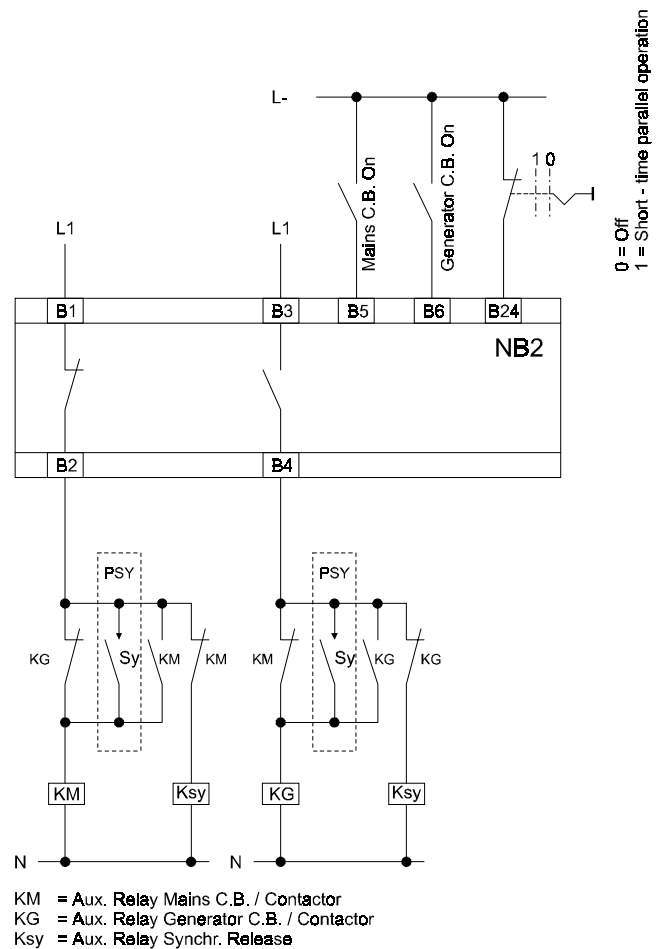 L-
Mains C.B. On
Generator C.B. On
1 0
0 = Off
1 = Short - time parallel operation
L1
L1
B1
B3
B5
B6
B24
NB2
B2
B4
PSY
PSY
KG
Sy
KM
KM
KM
Sy
KG
KG
KM
Ksy
KG
Ksy
N
N
KM = Aux. Relay Mains C.B. / Contactor
KG = Aux. Relay Generator C.B. / Contactor
Ksy = Aux. Relay Synchr. Release